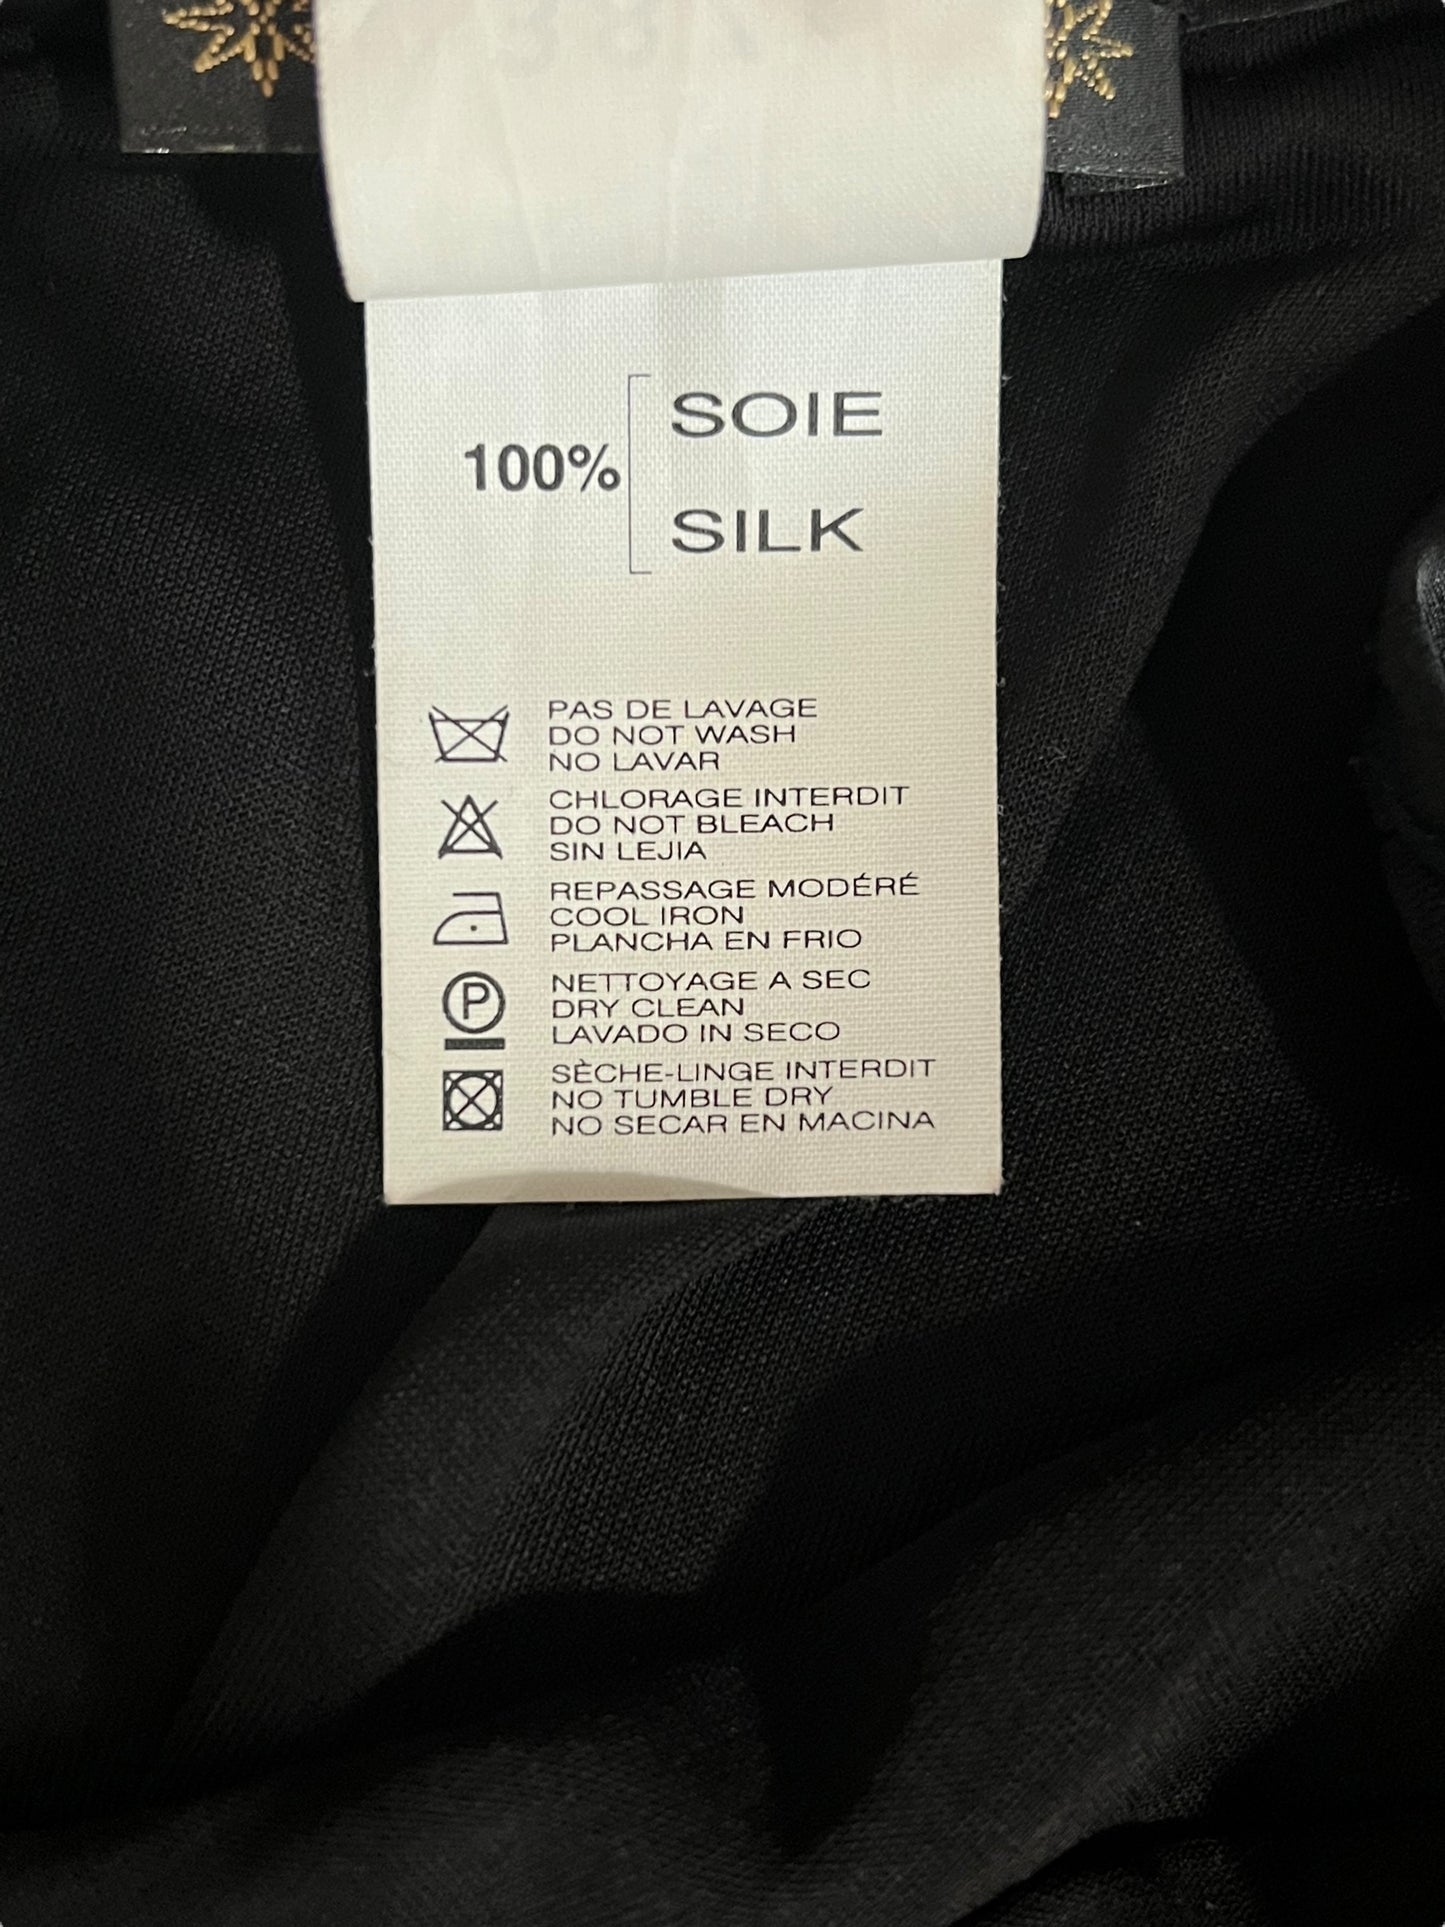 100%
SOIE
SILK
PAS DE LAVAGE
DO NOT WASH
NO LAVAR
CHLORAGE INTERDIT
DO NOT BLEACH
SIN LEJIA
REPASSAGE MODÉRÉ
COOL IRON
PLANCHA EN FRIO
P
NETTOYAGE A SEC
DRY CLEAN
LAVADO IN SECO
SÈCHE-LINGE INTERDIT
NO TUMBLE DRY
NO SECAR EN MACINA